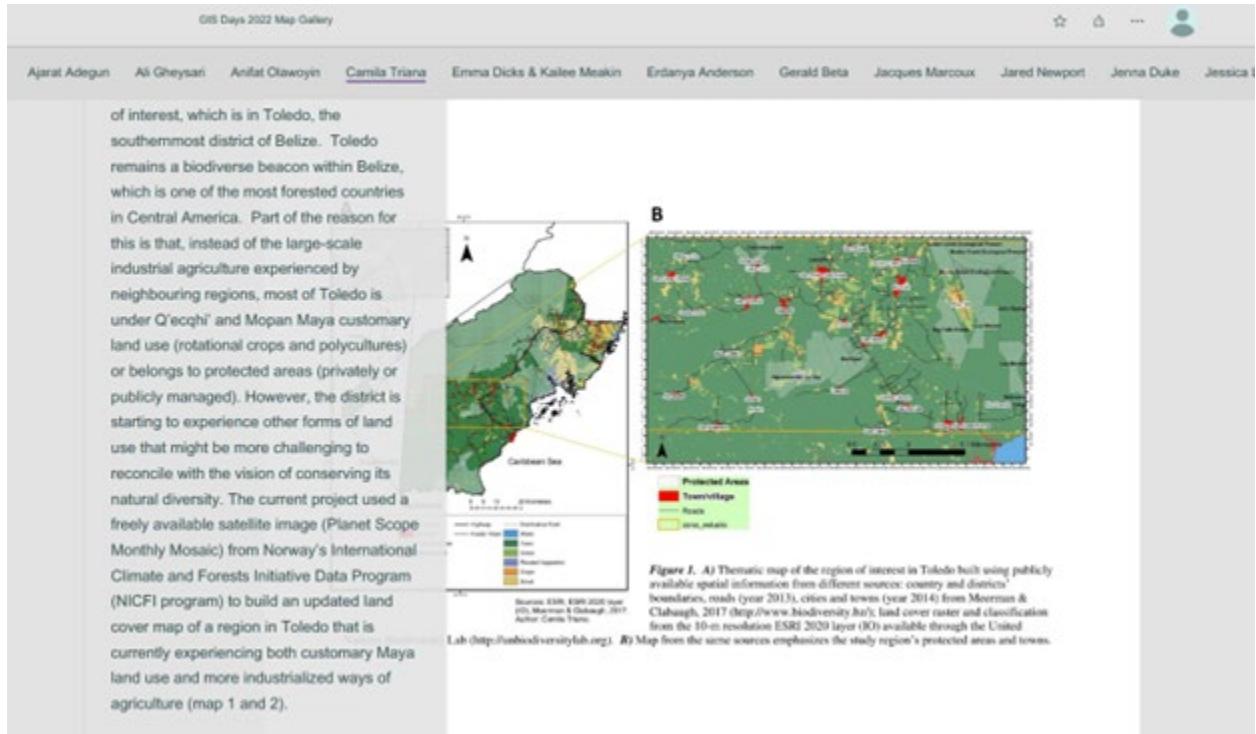 GIS Days 2022 Map Gallery
Ajarat Adegun Ali Gheysari Anifat Olawoyin Camila Triana Emma Dicks & Kailee Meakin Erdanya Anderson Gerald Beta Jacques Marcoux Jared Newport Jenna Duke Jessica
of interest, which is in Toledo, the
southernmost district of Belize. Toledo
remains a biodiverse beacon within Belize,
which is one of the most forested countries
in Central America. Part of the reason for
this is that, instead of the large-scale
industrial agriculture experienced by
neighbouring regions, most of Toledo is
under Q'ecqhi' and Mopan Maya customary
land use (rotational crops and polycultures)
or belongs to protected areas (privately or
publicly managed). However, the district is
starting to experience other forms of land
use that might be more challenging to
reconcile with the vision of conserving its
natural diversity. The current project used a
freely available satellite image (Planet Scope
Monthly Mosaic) from Norway's International
Climate and Forests Initiative Data Program
(NICFI program) to build an updated land
cover map of a region in Toledo that is
currently experiencing both customary Maya
land use and more industrialized ways of
agriculture (map 1 and 2).
Caribbean Sea
Sources: ESRI, ESRI 2020 layer
(IO), Meerman & Clabaugh, 2017
Author: Camila Triana
B
Protected Areas
Town/village
Roads
Figure 1. A) Thematic map of the region of interest in Toledo built using publicly
available spatial information from different sources: country and districts'
boundaries, roads (year 2013), cities and towns (year 2014) from Meerman &
Clabaugh, 2017 (http://www.biodiversity.bz/); land cover raster and classification
from the 10-m resolution ESRI 2020 layer (IO) available through the United
Lab (http://unbiodiversitylab.org). B) Map from the same sources emphasizes the study region's protected areas and towns.